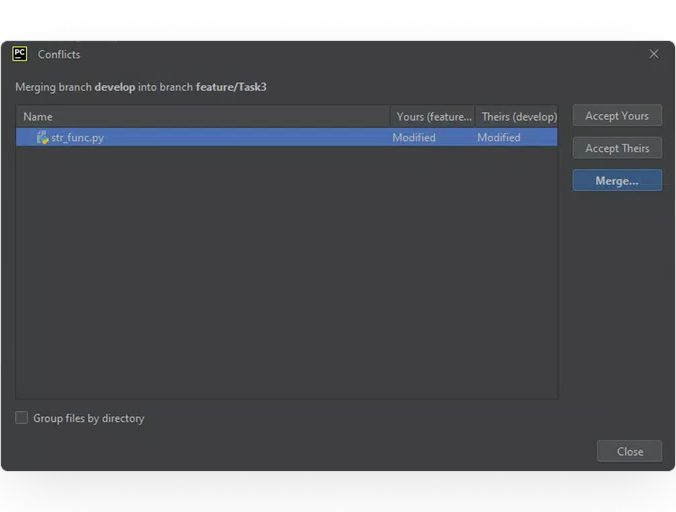 PC
Conflicts
Merging branch develop into branch feature/Task3
Name Yours (feature... Theirs (develop)
str_func.py Modified Modified
Accept Yours
Accept Theirs
Merge...
Group files by directory
Close